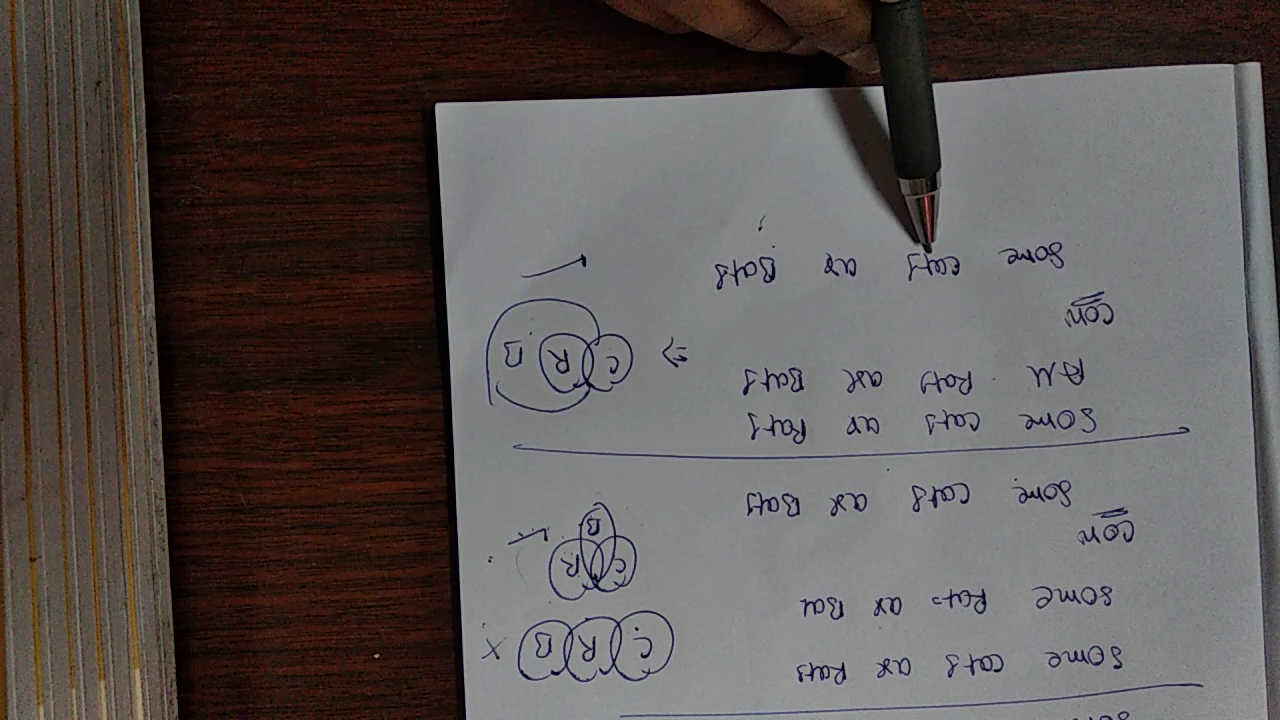 Some cats are Rats C R B ×
Some Rats are Bat
C R B
Con
Some cats are Bats
Some cats are Rats
All Rats are Bats ⇒ C R B
Con
Some cats are Bats